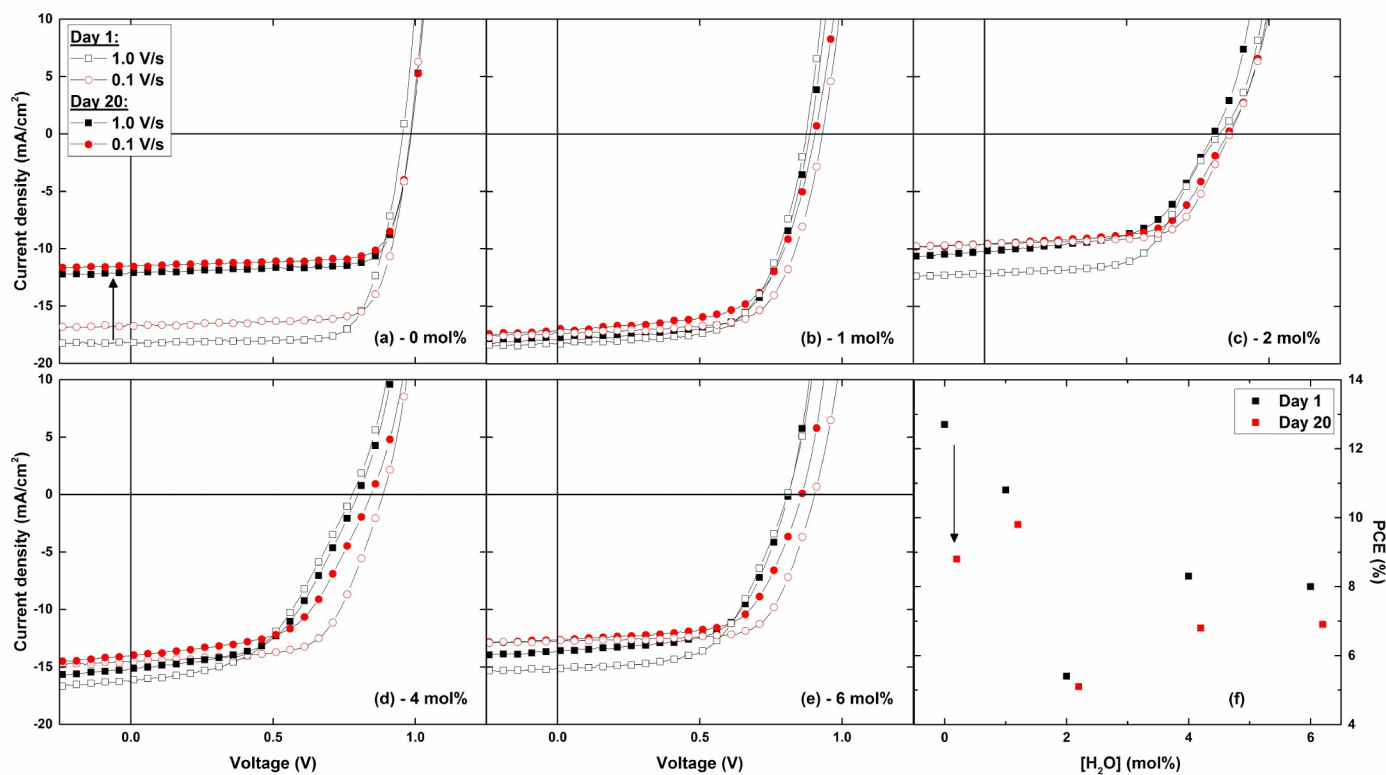 10
5
0
-5
-10
-15
-20
Current density (mA/cm²)
Day 1:
1.0 V/s
0.1 V/s
Day 20:
1.0 V/s
0.1 V/s
(a) - 0 mol%
(b) - 1 mol%
(c) - 2 mol%
10
5
0
-5
-10
-15
-20
Current density (mA/cm²)
(d) - 4 mol%
0.0
0.5
1.0
Voltage (V)
(e) - 6 mol%
0.0
0.5
1.0
Voltage (V)
Day 1
Day 20
(f)
0
2
4
6
[H₂O] (mol%)
14
12
10
8
6
4
PCE (%)